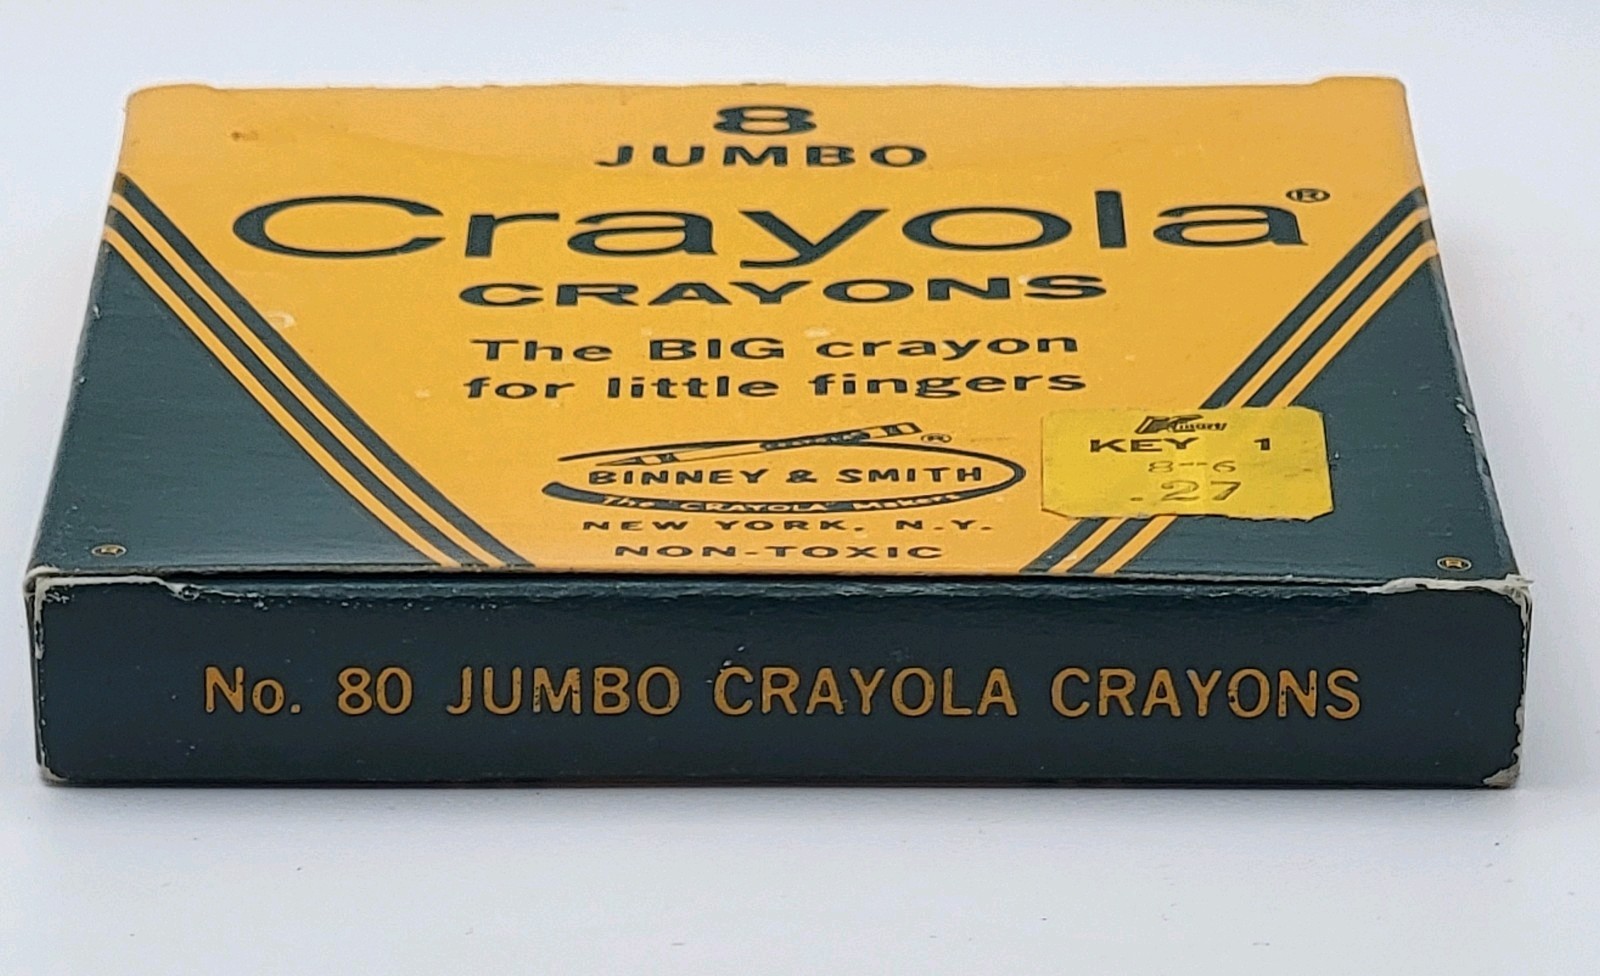 8
JUMBO
Crayola®
CRAYONS
The BIG crayon
for little fingers
®
BINNEY & SMITH
The "CRAYOLA" Makers
NEW YORK, N.Y.
NON-TOXIC
Kmart
KEY 1
8--6
.27
®
®
No. 80 JUMBO CRAYOLA CRAYONS